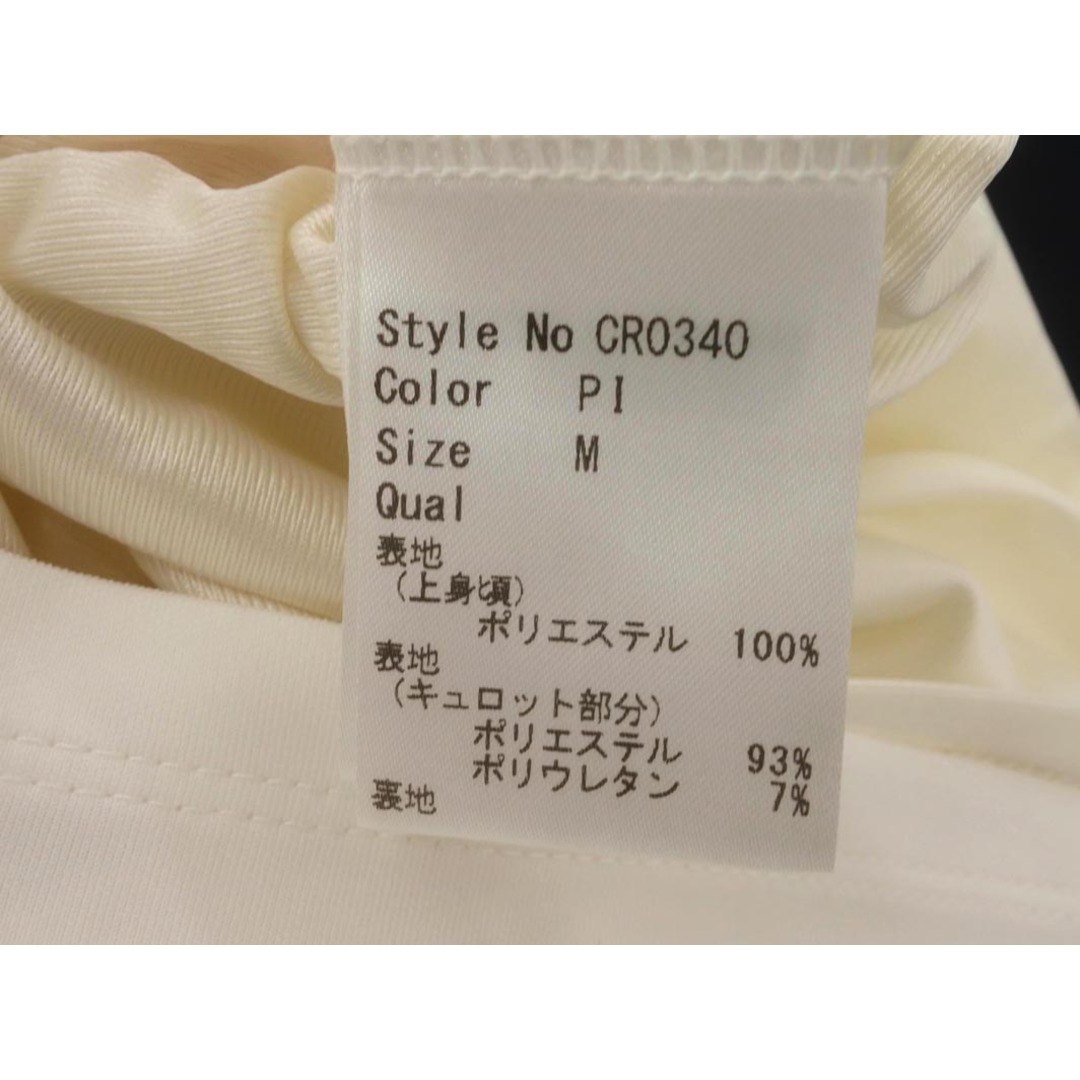 Style No CR0340
Color PI
Size M
Qual
表地
(上身頃)
ポリエステル 100%
表地
(キュロット部分)
ポリエステル 93%
ポリウレタン 7%
裏地